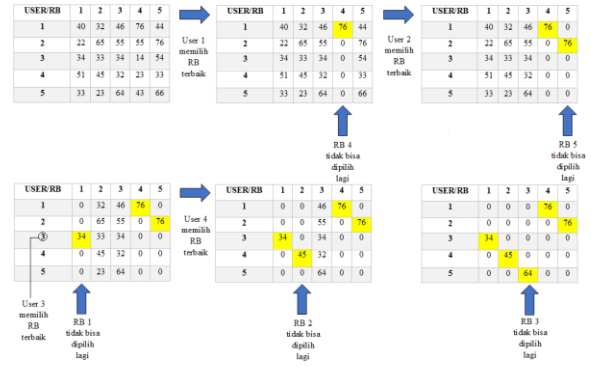 USER/RB 1 2 3 4 5
1 40 32 46 76 44
2 22 65 55 55 76
3 34 33 34 14 54
4 51 45 32 23 33
5 33 23 64 43 66
User 1
memilih
RB
terbaik
USER/RB 1 2 3 4 5
1 40 32 46 76 44
2 22 65 55 0 76
3 34 33 34 0 54
4 51 45 32 0 33
5 33 23 64 0 66
RB 4
tidak bisa
dipilih
lagi
User 2
memilih
RB
terbaik
USER/RB 1 2 3 4 5
1 40 32 46 76 0
2 22 65 55 0 76
3 34 33 34 0 0
4 51 45 32 0 0
5 33 23 64 0 0
RB 5
tidak bisa
dipilih
lagi
USER/RB 1 2 3 4 5
1 0 32 46 76 0
2 0 65 55 0 76
3 34 33 34 0 0
4 0 45 32 0 0
5 0 23 64 0 0
User 3
memilih
RB
terbaik
RB 1
tidak bisa
dipilih
lagi
User 4
memilih
RB
terbaik
USER/RB 1 2 3 4 5
1 0 0 46 76 0
2 0 0 55 0 76
3 34 0 34 0 0
4 0 45 32 0 0
5 0 0 64 0 0
RB 2
tidak bisa
dipilih
lagi
USER/RB 1 2 3 4 5
1 0 0 0 76 0
2 0 0 0 0 76
3 34 0 0 0 0
4 0 45 0 0 0
5 0 0 64 0 0
RB 3
tidak bisa
dipilih
lagi